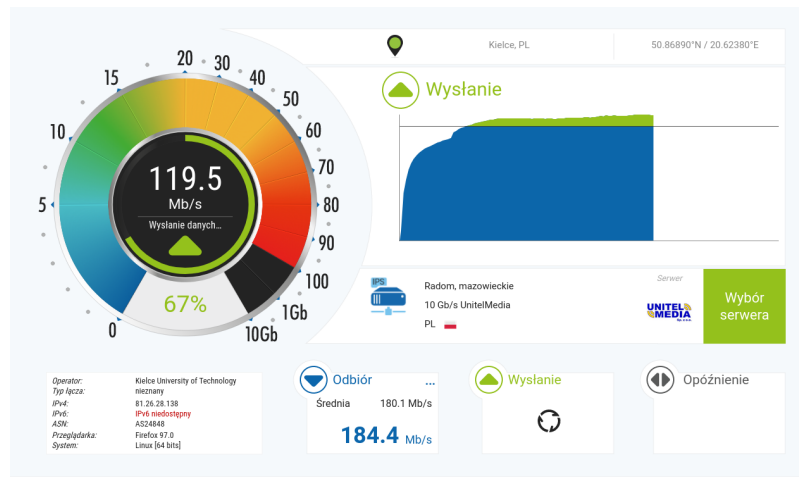 Kielce, PL
50.86890°N / 20.62380°E
0
5
10
15
20
30
40
50
60
70
80
90
100
1Gb
10Gb
119.5
Mb/s
Wysłanie danych...
67%
Wysłanie
IPS
Radom, mazowieckie
10 Gb/s UnitelMedia
PL
Serwer
UNITEL
MEDIA
Sp. z o.o.
Wybór
serwera
Operator: Kielce University of Technology
Typ łącza: nieznany
IPv4: 81.26.28.138
IPv6: IPv6 niedostępny
ASN: AS24848
Przeglądarka: Firefox 97.0
System: Linux [64 bits]
Odbiór ...
Średnia 180.1 Mb/s
184.4 Mb/s
Wysłanie
Opóźnienie